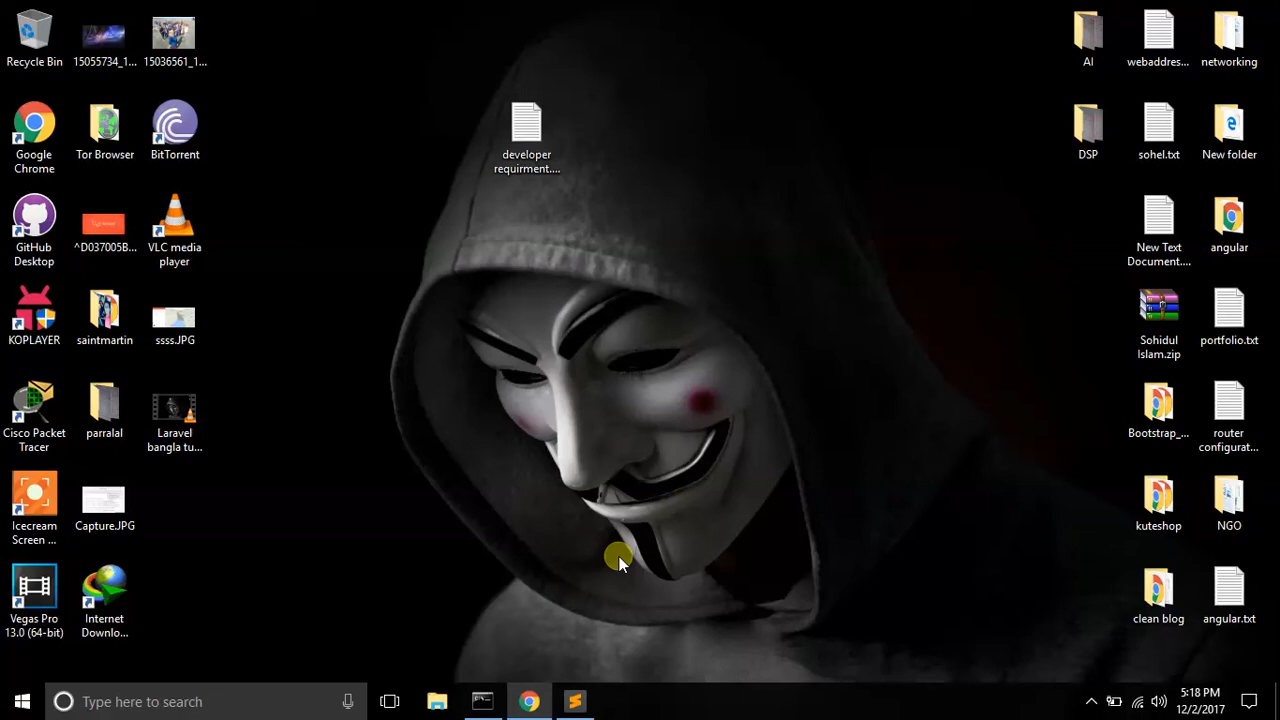 Recycle Bin
15055734_1...
15036561_1...
Google
Chrome
Tor Browser
BitTorrent
GitHub
Desktop
^D037005B...
VLC media
player
KOPLAYER
saintmartin
ssss.JPG
Cisco Packet
Tracer
parralal
Laravel
bangla tu...
Icecream
Screen ...
Capture.JPG
Vegas Pro
13.0 (64-bit)
Internet
Downlo...
developer
requirment....
AI
webaddres...
networking
DSP
sohel.txt
New folder
New Text
Document....
angular
Sohidul
Islam.zip
portfolio.txt
Bootstrap_...
router
configurat...
kuteshop
NGO
clean blog
angular.txt
Type here to search
5:18 PM
12/2/2017